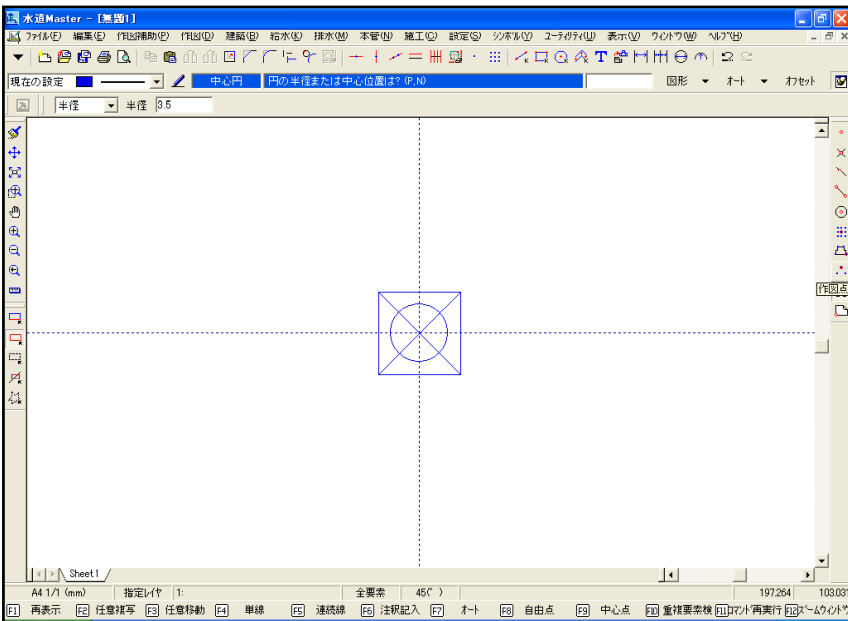 水道Master - [無題1]
ファイル(F) 編集(E) 作図補助(P) 作図(D) 建築(B) 給水(K) 排水(M) 本管(N) 施工(C) 設定(S) シンボル(Y) ユーティリティ(U) 表示(V) ウィンドウ(W) ヘルプ(H)
現在の設定 中心円 円の半径または中心位置は? (P,N) 図形 オート オフセット
半径 半径 3.5
作図点
Sheet1
A4 1/1 (mm) 指定レイヤ 1: 全要素 45( ) 197.264 103.031
F1 再表示 F2 任意複写 F3 任意移動 F4 単線 F5 連続線 F6 注釈記入 F7 オート F8 自由点 F9 中心点 F10 重複要素検 F11 コマンド再実行 F12 ズームウィンドウ